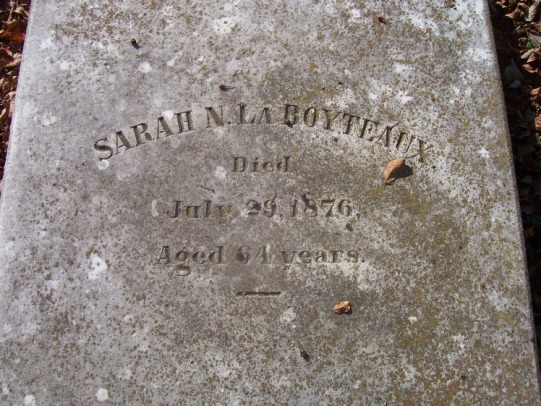 SARAH N. LA BOYTEAUX
Died
July 29, 1876,
Aged 64 years.